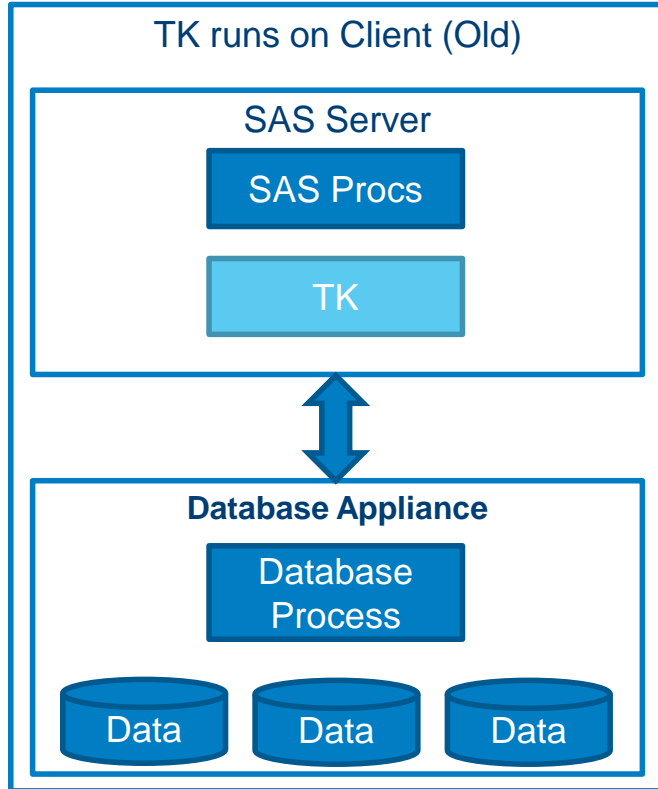 TK runs on Client (Old)
SAS Server
SAS Procs
TK
Database Appliance
Database
Process
Data
Data
Data